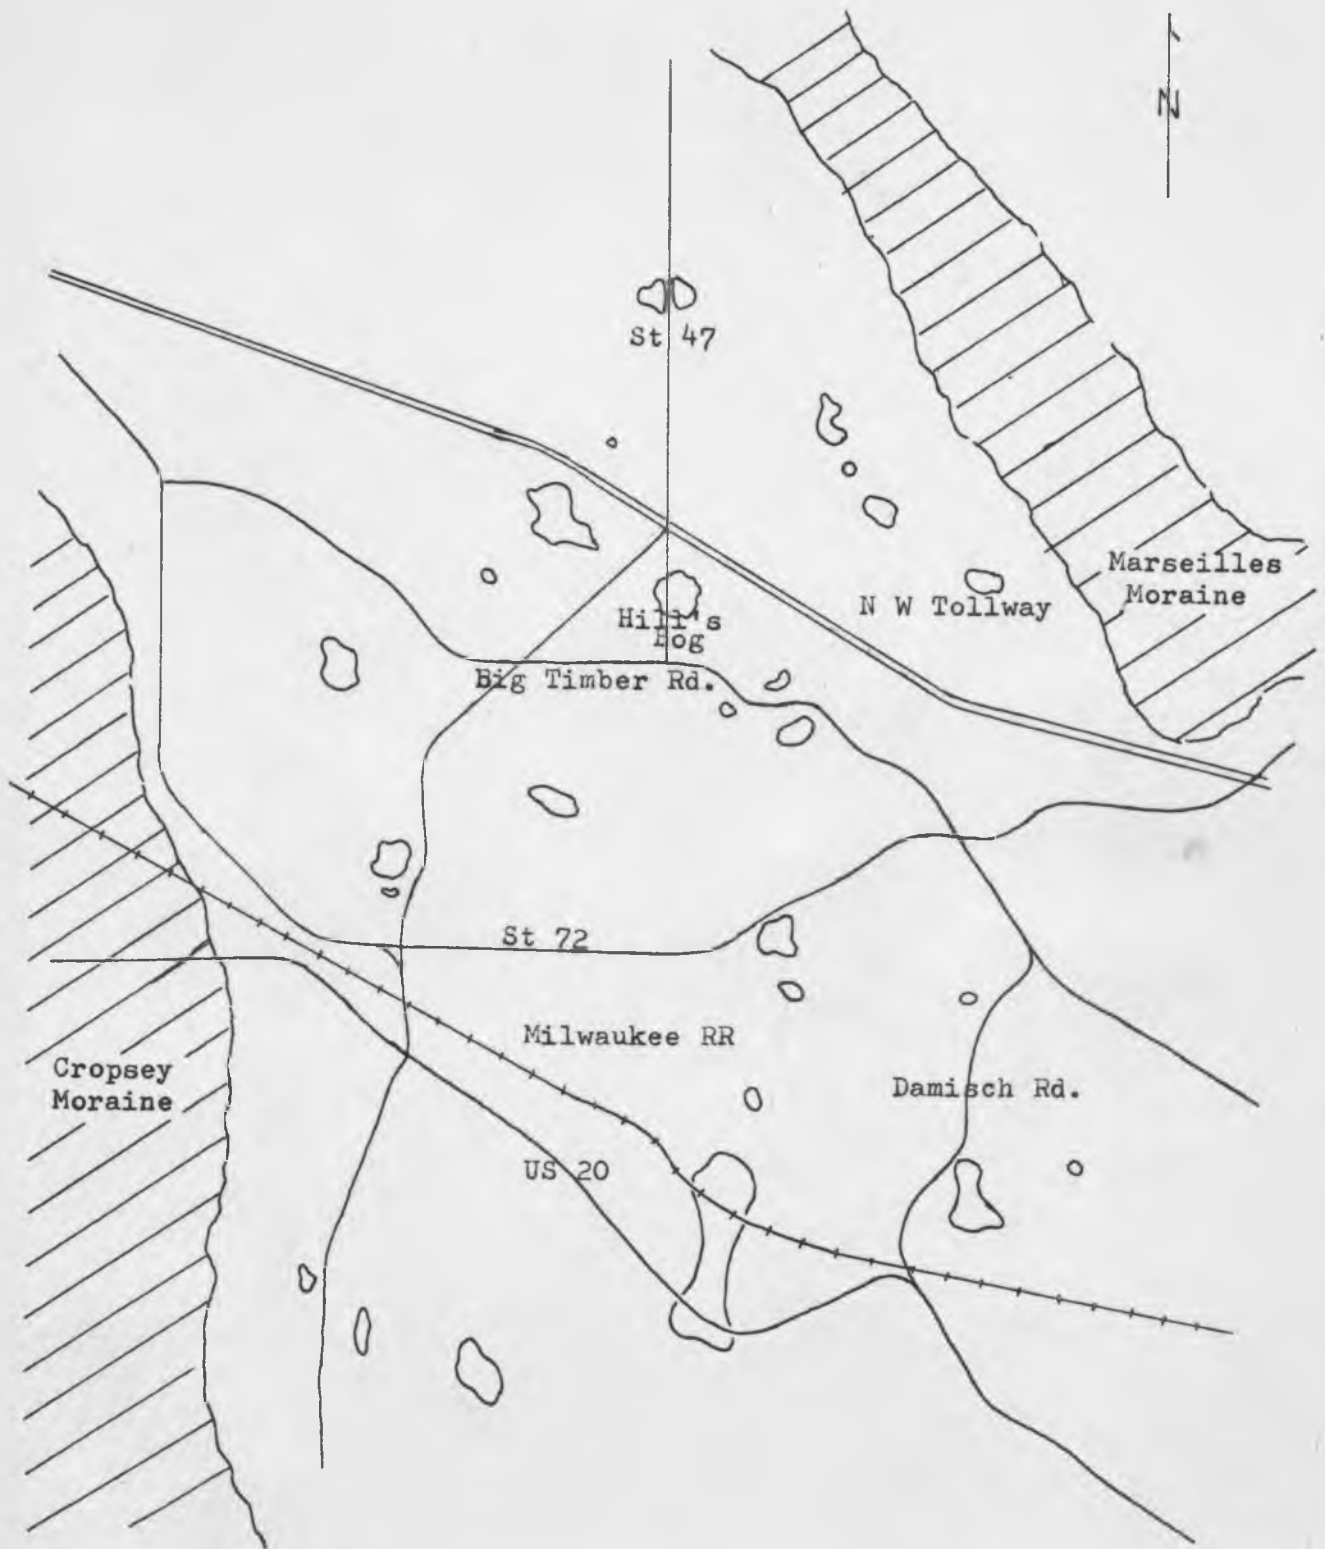 N
St 47
Marseilles
Moraine
N W Tollway
Hill's
Bog
Big Timber Rd.
St 72
Milwaukee RR
Cropsey
Moraine
Damisch Rd.
US 20